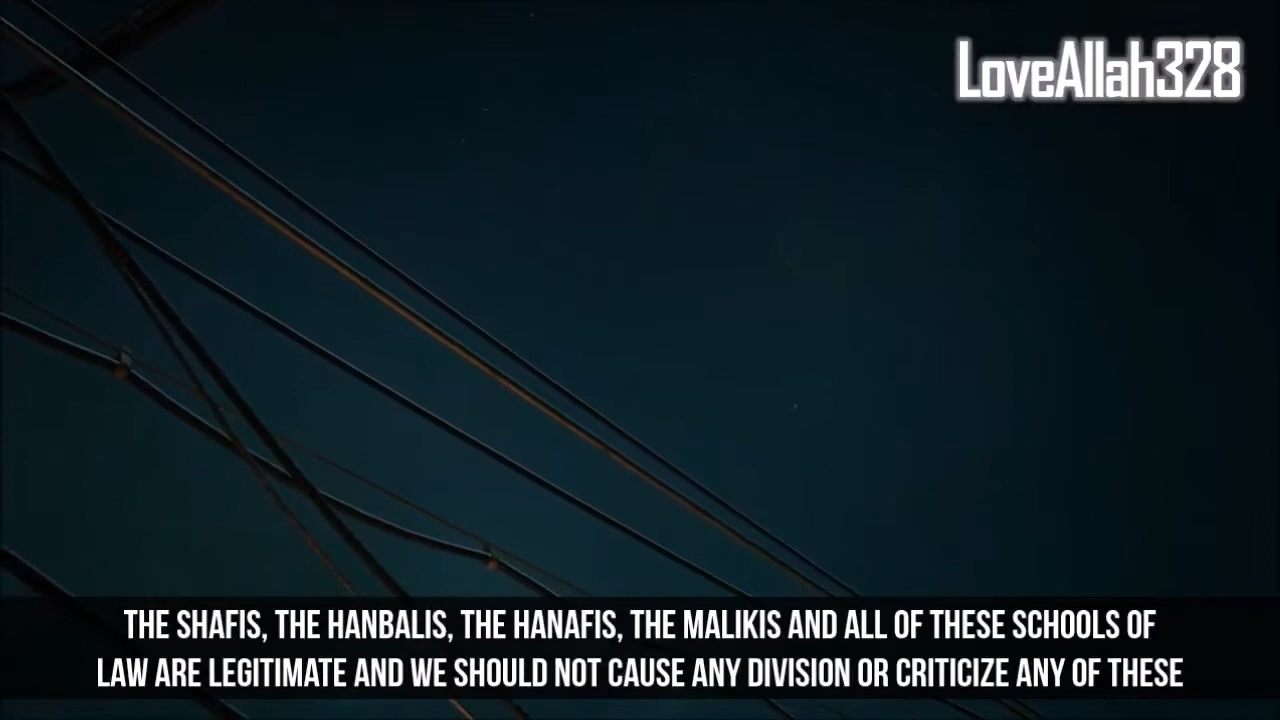 LoveAllah328
THE SHAFIS, THE HANBALIS, THE HANAFIS, THE MALIKIS AND ALL OF THESE SCHOOLS OF
LAW ARE LEGITIMATE AND WE SHOULD NOT CAUSE ANY DIVISION OR CRITICIZE ANY OF THESE